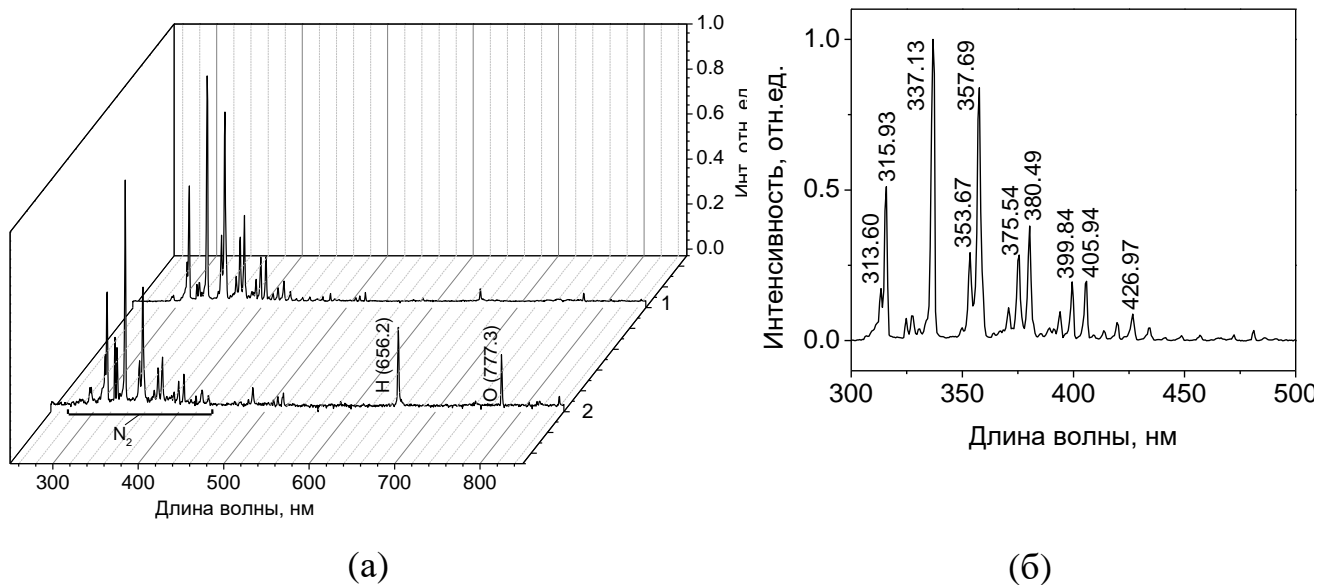 1.0
0.8
0.6
0.4
0.2
0.0
Инт. отн. ед.
1
2
H (656.2)
O (777.3)
N2
300 400 500 600 700 800
Длина волны, нм
(а)
1.0
0.5
0.0
Интенсивность, отн.ед.
313.60
315.93
337.13
353.67
357.69
375.54
380.49
399.84
405.94
426.97
300 350 400 450 500
Длина волны, нм
(б)